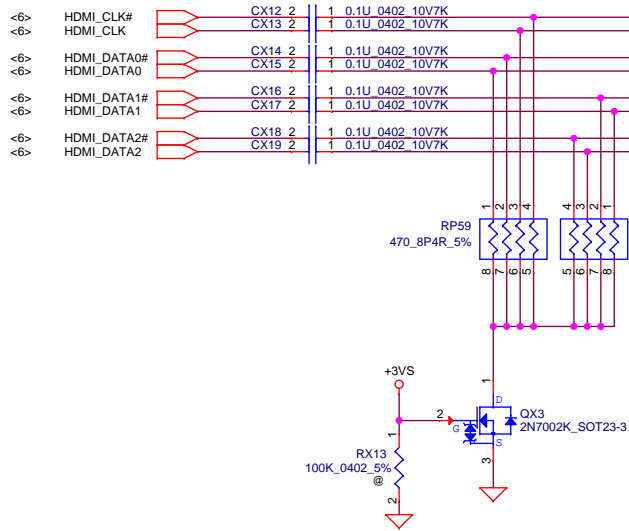 <6> HDMI_CLK# CX12 2 1 0.1U_0402_10V7K
<6> HDMI_CLK CX13 2 1 0.1U_0402_10V7K
<6> HDMI_DATA0# CX14 2 1 0.1U_0402_10V7K
<6> HDMI_DATA0 CX15 2 1 0.1U_0402_10V7K
<6> HDMI_DATA1# CX16 2 1 0.1U_0402_10V7K
<6> HDMI_DATA1 CX17 2 1 0.1U_0402_10V7K
<6> HDMI_DATA2# CX18 2 1 0.1U_0402_10V7K
<6> HDMI_DATA2 CX19 2 1 0.1U_0402_10V7K
1 2 3 4 4 3 2 1
RP59
470_8P4R_5%
8 7 6 5 5 6 7 8
+3VS
1
D
2
G
QX3
2N7002K_SOT23-3
S
1
3
RX13
100K_0402_5%
@
2